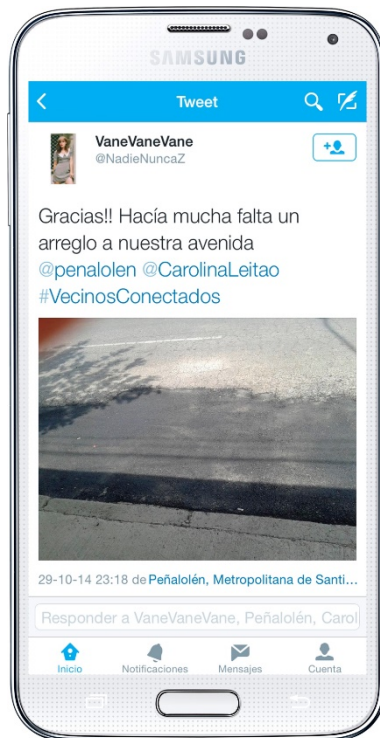 SAMSUNG
Tweet
VaneVaneVane
@NadieNuncaZ
Gracias!! Hacía mucha falta un
arreglo a nuestra avenida
@penalolen @CarolinaLeitao
#VecinosConectados
29-10-14 23:18 de Peñalolén, Metropolitana de Santi...
Responder a VaneVaneVane, Peñalolén, Carol
Inicio Notificaciones Mensajes Cuenta